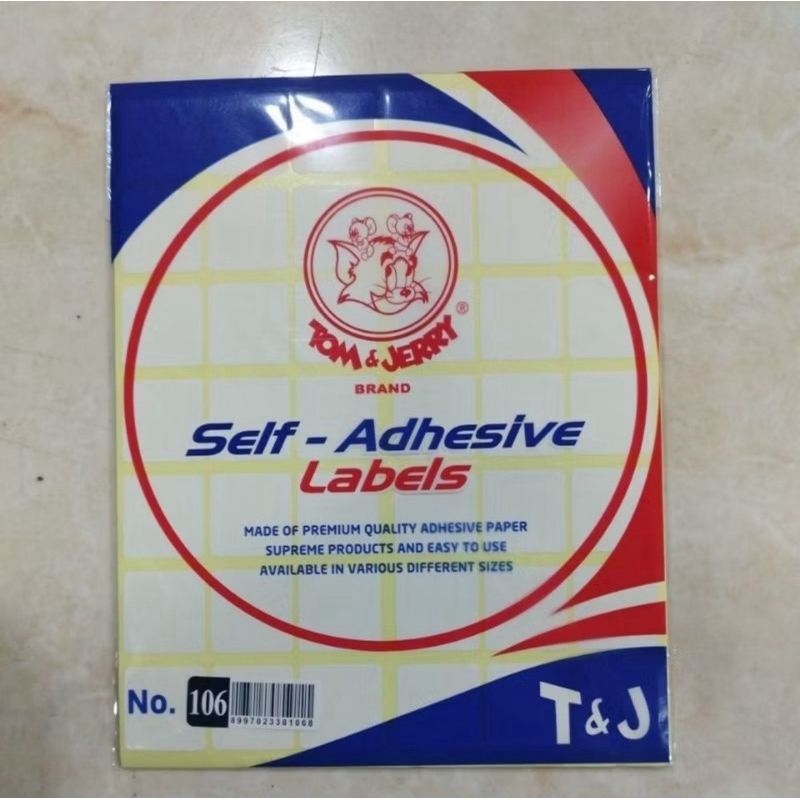 TOM & JERRY ®
BRAND
Self - Adhesive
Labels
MADE OF PREMIUM QUALITY ADHESIVE PAPER
SUPREME PRODUCTS AND EASY TO USE
AVAILABLE IN VARIOUS DIFFERENT SIZES
No. 106
8997023381068
T & J